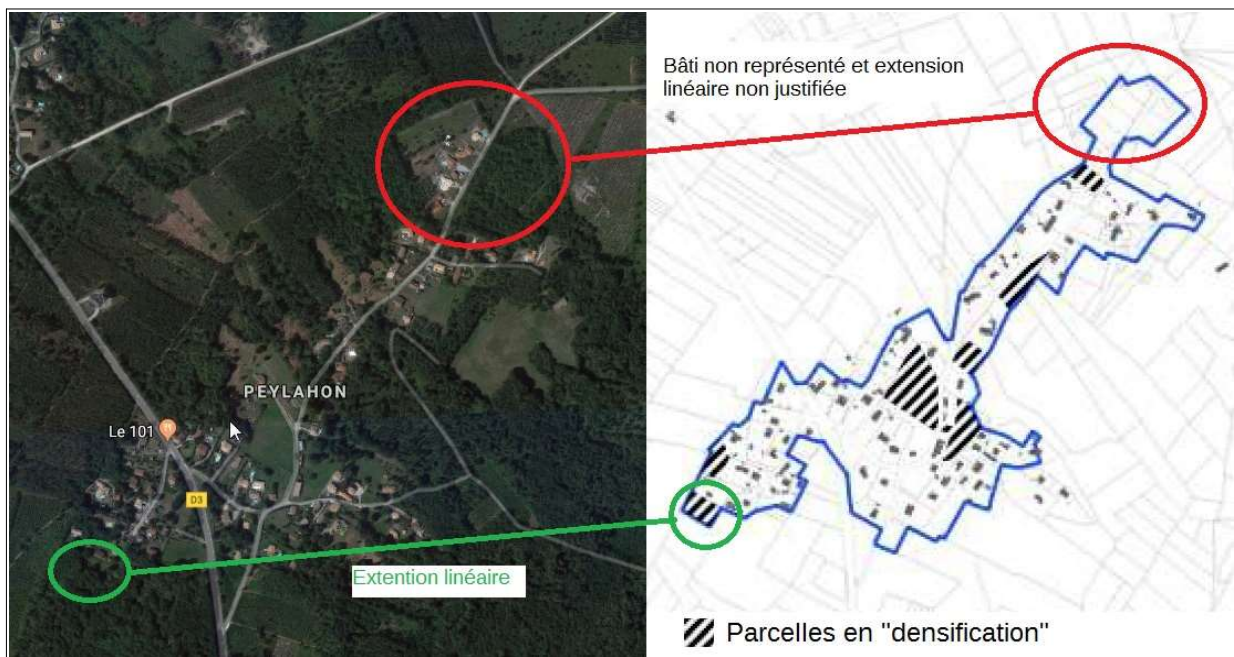 Bâti non représenté et extension
linéaire non justifiée
PEYLAHON
Le 101
D3
Extention linéaire
Parcelles en "densification"